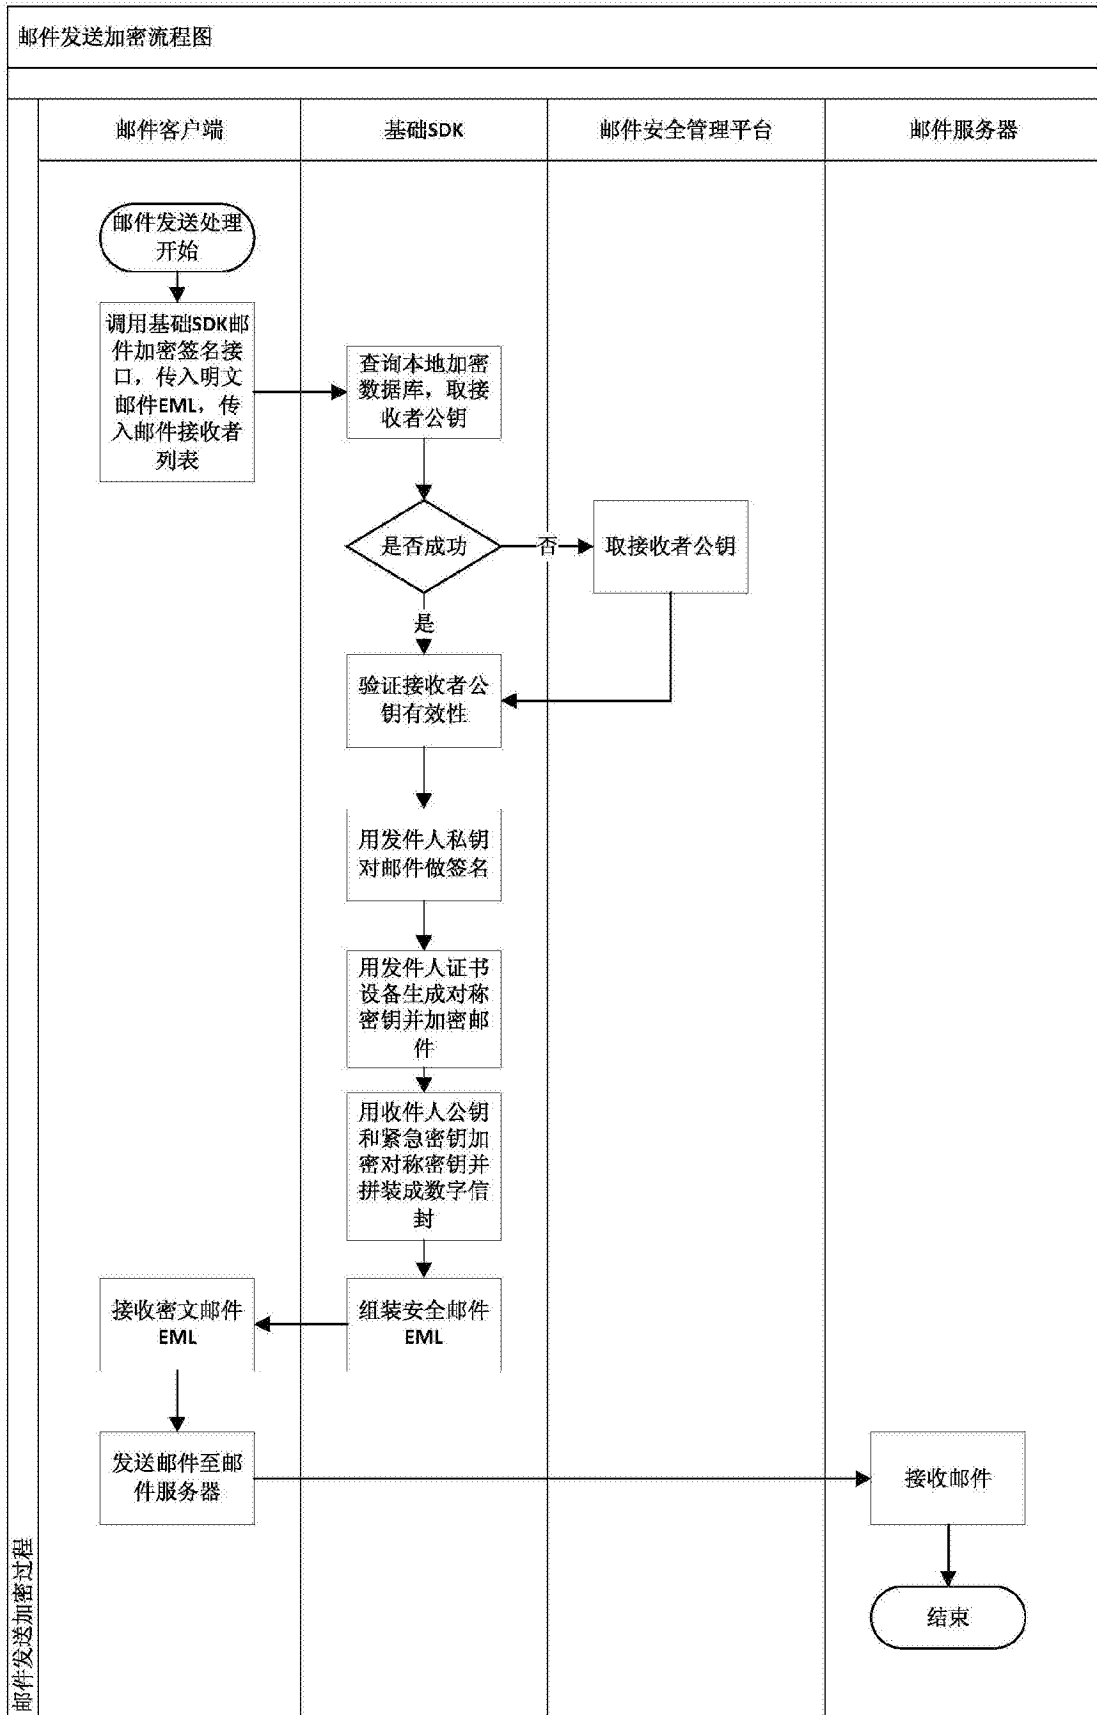 邮件发送加密流程图
邮件客户端
基础SDK
邮件安全管理平台
邮件服务器
邮件发送处理
开始
调用基础SDK邮
件加密签名接
口，传入明文
邮件EML，传
入邮件接收者
列表
查询本地加密
数据库，取接
收者公钥
是否成功
否
取接收者公钥
是
验证接收者公
钥有效性
用发件人私钥
对邮件做签名
用发件人证书
设备生成对称
密钥并加密邮
件
用收件人公钥
和紧急密钥加
密对称密钥并
拼装成数字信
封
组装安全邮件
EML
接收密文邮件
EML
发送邮件至邮
件服务器
接收邮件
结束
邮件发送加密过程